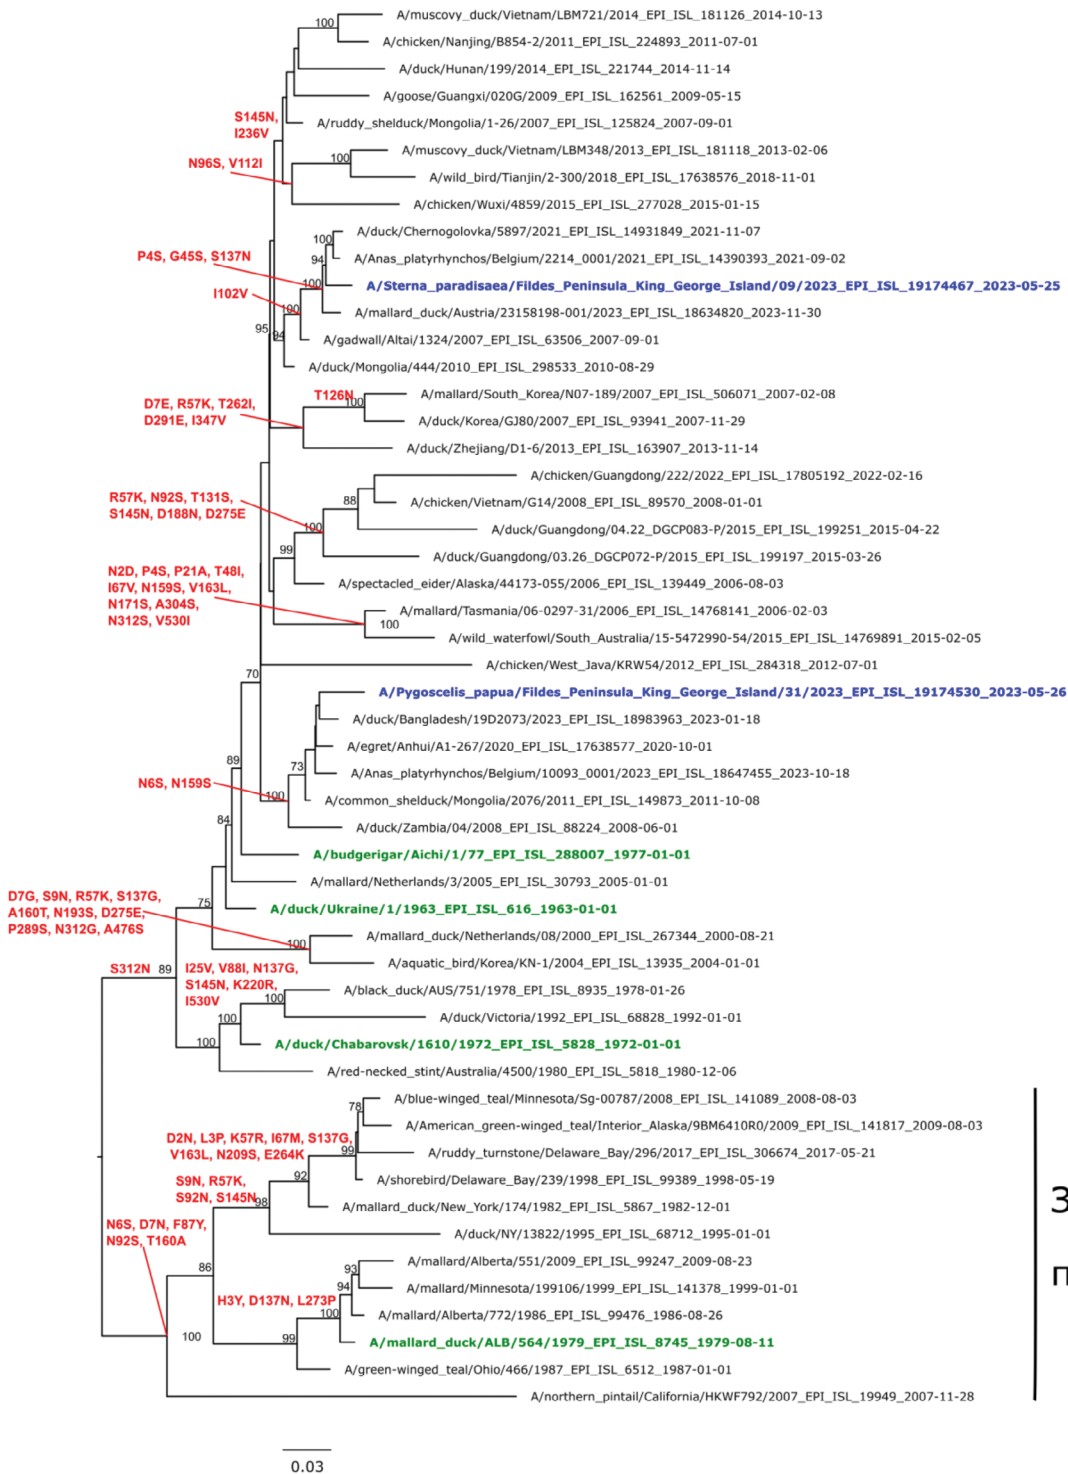 A/muscovy_duck/Vietnam/LBM721/2014_EPI_ISL_181126_2014-10-13
100
A/chicken/Nanjing/B854-2/2011_EPI_ISL_224893_2011-07-01
A/duck/Hunan/199/2014_EPI_ISL_221744_2014-11-14
A/goose/Guangxi/020G/2009_EPI_ISL_162561_2009-05-15
S145N,
I236V
A/ruddy_shelduck/Mongolia/1-26/2007_EPI_ISL_125824_2007-09-01
A/muscovy_duck/Vietnam/LBM348/2013_EPI_ISL_181118_2013-02-06
N96S, V112I
100
A/wild_bird/Tianjin/2-300/2018_EPI_ISL_17638576_2018-11-01
A/chicken/Wuxi/4859/2015_EPI_ISL_277028_2015-01-15
A/duck/Chernogolovka/5897/2021_EPI_ISL_14931849_2021-11-07
100
P4S, G45S, S137N
94
A/Anas_platyrhynchos/Belgium/2214_0001/2021_EPI_ISL_14390393_2021-09-02
100
A/Sterna_paradisaea/Fildes_Peninsula_King_George_Island/09/2023_EPI_ISL_19174467_2023-05-25
I102V
100
A/mallard_duck/Austria/23158198-001/2023_EPI_ISL_18634820_2023-11-30
95
94
A/gadwall/Altai/1324/2007_EPI_ISL_63506_2007-09-01
A/duck/Mongolia/444/2010_EPI_ISL_298533_2010-08-29
T126N
100
A/mallard/South_Korea/N07-189/2007_EPI_ISL_506071_2007-02-08
D7E, R57K, T262I,
D291E, I347V
A/duck/Korea/GJ80/2007_EPI_ISL_93941_2007-11-29
A/duck/Zhejiang/D1-6/2013_EPI_ISL_163907_2013-11-14
A/chicken/Guangdong/222/2022_EPI_ISL_17805192_2022-02-16
R57K, N92S, T131S,
S145N, D188N, D275E
88
A/chicken/Vietnam/G14/2008_EPI_ISL_89570_2008-01-01
100
A/duck/Guangdong/04.22_DGCP083-P/2015_EPI_ISL_199251_2015-04-22
99
A/duck/Guangdong/03.26_DGCP072-P/2015_EPI_ISL_199197_2015-03-26
N2D, P4S, P21A, T48I,
I67V, N159S, V163L,
N171S, A304S,
N312S, V530I
A/spectacled_eider/Alaska/44173-055/2006_EPI_ISL_139449_2006-08-03
A/mallard/Tasmania/06-0297-31/2006_EPI_ISL_14768141_2006-02-03
100
A/wild_waterfowl/South_Australia/15-5472990-54/2015_EPI_ISL_14769891_2015-02-05
A/chicken/West_Java/KRW54/2012_EPI_ISL_284318_2012-07-01
70
A/Pygoscelis_papua/Fildes_Peninsula_King_George_Island/31/2023_EPI_ISL_19174530_2023-05-26
A/duck/Bangladesh/19D2073/2023_EPI_ISL_18983963_2023-01-18
A/egret/Anhui/A1-267/2020_EPI_ISL_17638577_2020-10-01
89
73
A/Anas_platyrhynchos/Belgium/10093_0001/2023_EPI_ISL_18647455_2023-10-18
N6S, N159S
100
A/common_shelduck/Mongolia/2076/2011_EPI_ISL_149873_2011-10-08
84
A/duck/Zambia/04/2008_EPI_ISL_88224_2008-06-01
A/budgerigar/Aichi/1/77_EPI_ISL_288007_1977-01-01
A/mallard/Netherlands/3/2005_EPI_ISL_30793_2005-01-01
D7G, S9N, R57K, S137G,
A160T, N193S, D275E,
P289S, N312G, A476S
75
A/duck/Ukraine/1/1963_EPI_ISL_616_1963-01-01
100
A/mallard_duck/Netherlands/08/2000_EPI_ISL_267344_2000-08-21
A/aquatic_bird/Korea/KN-1/2004_EPI_ISL_13935_2004-01-01
S312N
89
I25V, V88I, N137G,
S145N, K220R,
I530V
A/black_duck/AUS/751/1978_EPI_ISL_8935_1978-01-26
100
A/duck/Victoria/1992_EPI_ISL_68828_1992-01-01
100
100
A/duck/Chabarovsk/1610/1972_EPI_ISL_5828_1972-01-01
A/red-necked_stint/Australia/4500/1980_EPI_ISL_5818_1980-12-06
A/blue-winged_teal/Minnesota/Sg-00787/2008_EPI_ISL_141089_2008-08-03
78
A/American_green-winged_teal/Interior_Alaska/9BM6410R0/2009_EPI_ISL_141817_2009-08-03
D2N, L3P, K57R, I67M, S137G,
V163L, N209S, E264K
99
A/ruddy_turnstone/Delaware_Bay/296/2017_EPI_ISL_306674_2017-05-21
S9N, R57K,
S92N, S145N
92
A/shorebird/Delaware_Bay/239/1998_EPI_ISL_99389_1998-05-19
98
A/mallard_duck/New_York/174/1982_EPI_ISL_5867_1982-12-01
З
N6S, D7N, F87Y,
N92S, T160A
A/duck/NY/13822/1995_EPI_ISL_68712_1995-01-01
86
93
A/mallard/Alberta/551/2009_EPI_ISL_99247_2009-08-23
п
94
A/mallard/Minnesota/199106/1999_EPI_ISL_141378_1999-01-01
H3Y, D137N, L273P
100
A/mallard/Alberta/772/1986_EPI_ISL_99476_1986-08-26
100
99
A/mallard_duck/ALB/564/1979_EPI_ISL_8745_1979-08-11
A/green-winged_teal/Ohio/466/1987_EPI_ISL_6512_1987-01-01
A/northern_pintail/California/HKWF792/2007_EPI_ISL_19949_2007-11-28
0.03